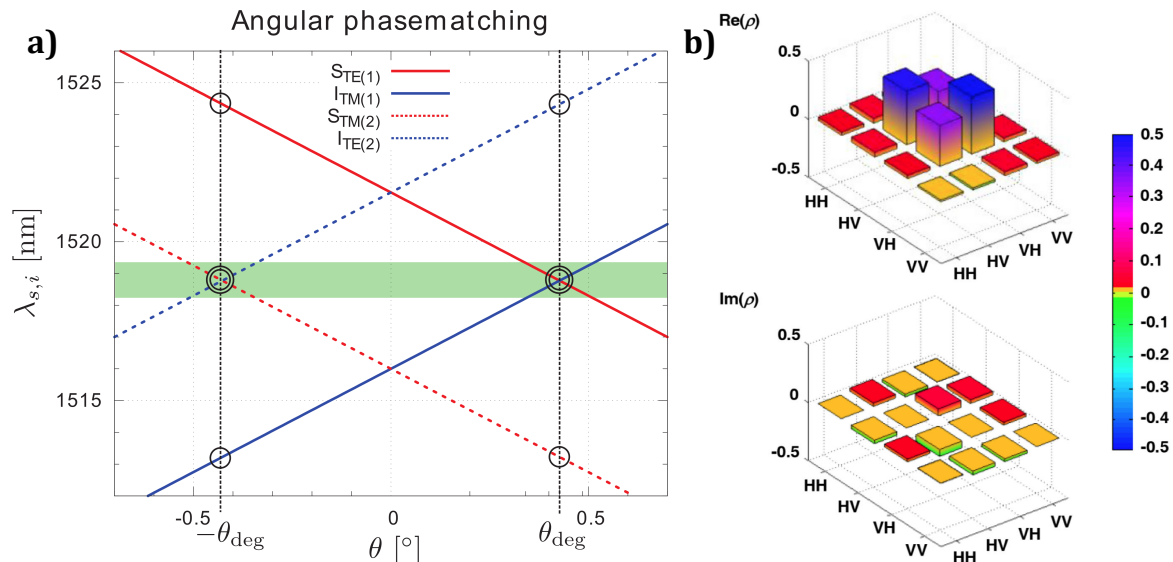 Angular phasematching
a)
S_TE(1)
I_TM(1)
S_TM(2)
I_TE(2)
1525
1520
1515
λ_s,i [nm]
-0.5
0
0.5
−θ_deg
θ [°]
θ_deg
b)
Re(ρ)
0.5
0
-0.5
HH
HV
VH
VV
HH
HV
VH
VV
Im(ρ)
0.5
0
-0.5
HH
HV
VH
VV
HH
HV
VH
VV
0.5
0.4
0.3
0.2
0.1
0
-0.1
-0.2
-0.3
-0.4
-0.5